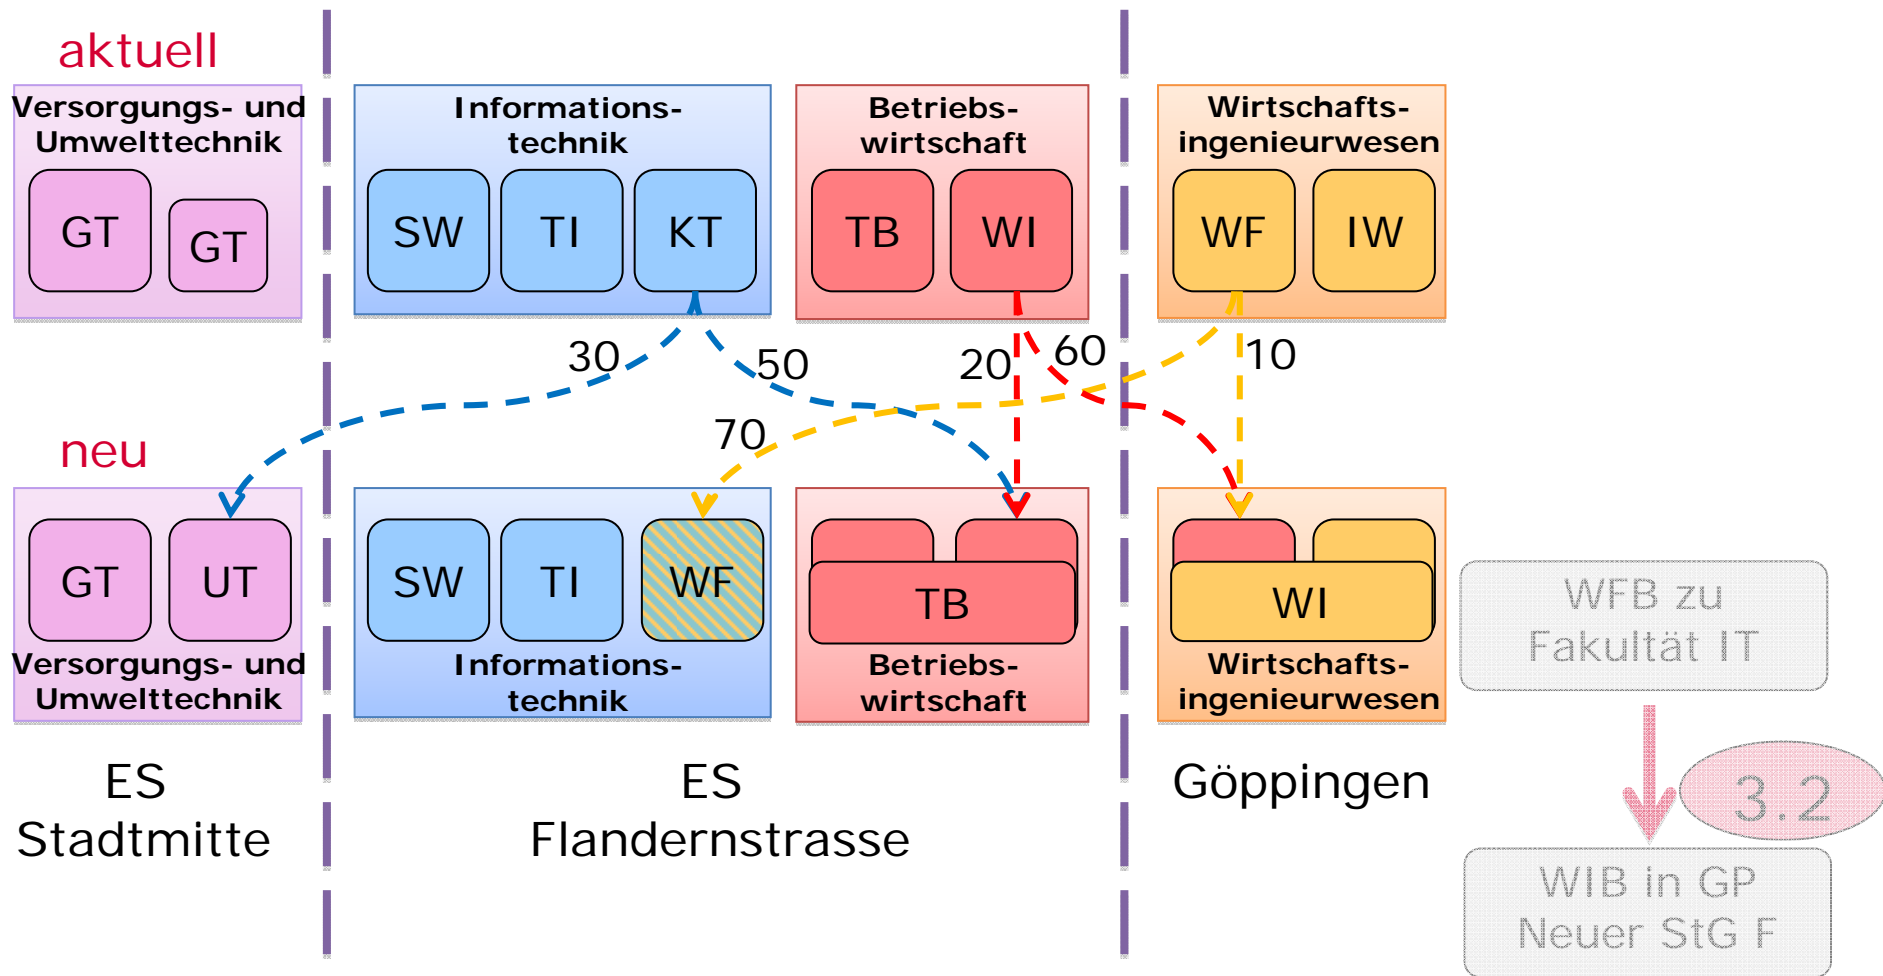 aktuell
Versorgungs- und
Umwelttechnik
GT
GT
Informations-
technik
SW
TI
KT
Betriebs-
wirtschaft
TB
WI
Wirtschafts-
ingenieurwesen
WF
IW
30
50
20
60
10
70
neu
GT
UT
Versorgungs- und
Umwelttechnik
SW
TI
WF
Informations-
technik
TB
Betriebs-
wirtschaft
WI
Wirtschafts-
ingenieurwesen
WFB zu
Fakultät IT
3.2
WIB in GP
Neuer StG F
ES
Stadtmitte
ES
Flandernstrasse
Göppingen